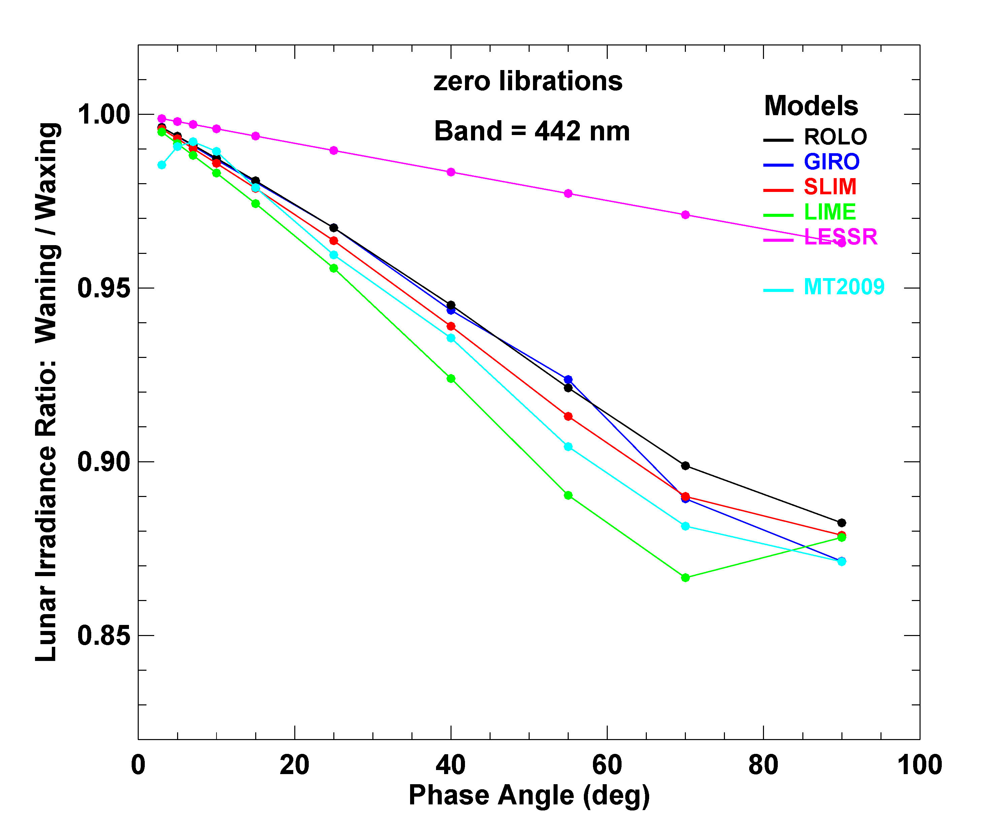 zero librations
Band = 442 nm
Models
ROLO
GIRO
SLIM
LIME
LESSR
MT2009
Lunar Irradiance Ratio: Waning / Waxing
1.00
0.95
0.90
0.85
0 20 40 60 80 100
Phase Angle (deg)